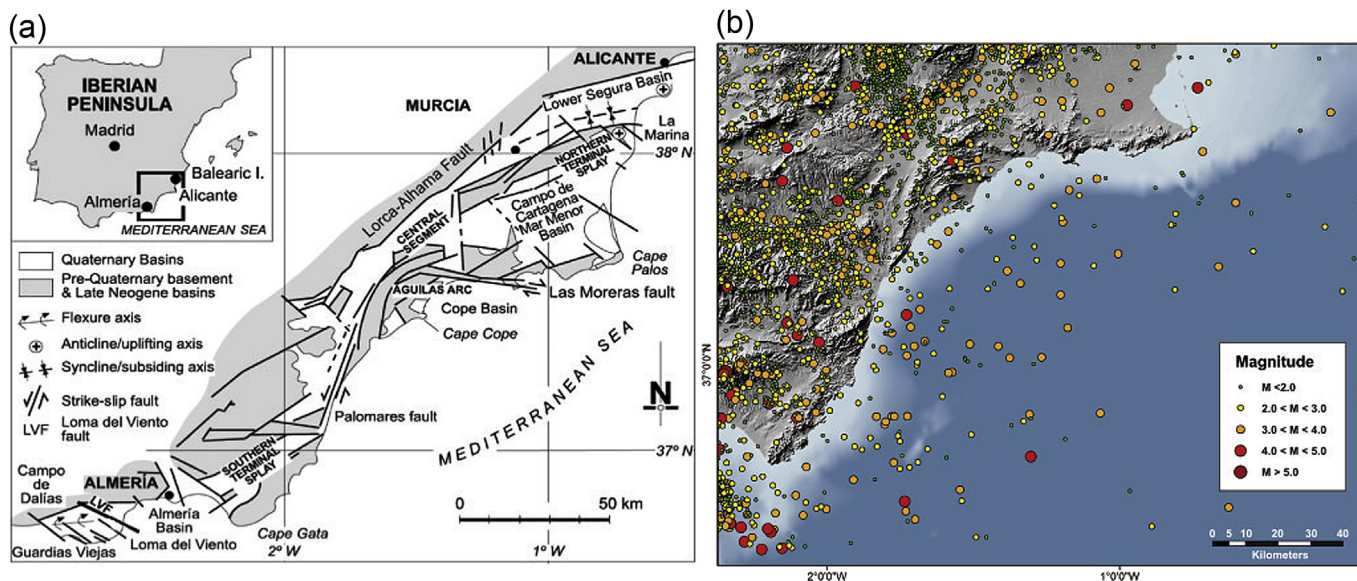 (a)
IBERIAN
PENINSULA
Madrid
Balearic I.
Almería
Alicante
MEDITERRANEAN SEA
Quaternary Basins
Pre-Quaternary basement
& Late Neogene basins
Flexure axis
Anticline/uplifting axis
Syncline/subsiding axis
Strike-slip fault
LVF
Loma del Viento
fault
ALICANTE
MURCIA
Lower Segura Basin
La
Marina
38º N
NORTHERN
TERMINAL
SPLAY
Lorca-Alhama Fault
CENTRAL
SEGMENT
Campo de
Cartagena
Mar Menor
Basin
Cape
Palos
AGUILAS ARC
Las Moreras fault
Cope Basin
Cape Cope
MEDITERRANEAN SEA
N
Palomares fault
37º N
SOUTHERN
TERMINAL
SPLAY
Campo
de
Dalías
ALMERÍA
LVF
Almería
Basin
Loma del Viento
Guardias Viejas
Cape Gata
0
50 km
2ºW
1ºW
(b)
37°0'0"N
Magnitude
M <2.0
2.0 < M < 3.0
3.0 < M < 4.0
4.0 < M < 5.0
M > 5.0
0 5 10 20 30 40
Kilometers
2°0'0"W
1°0'0"W